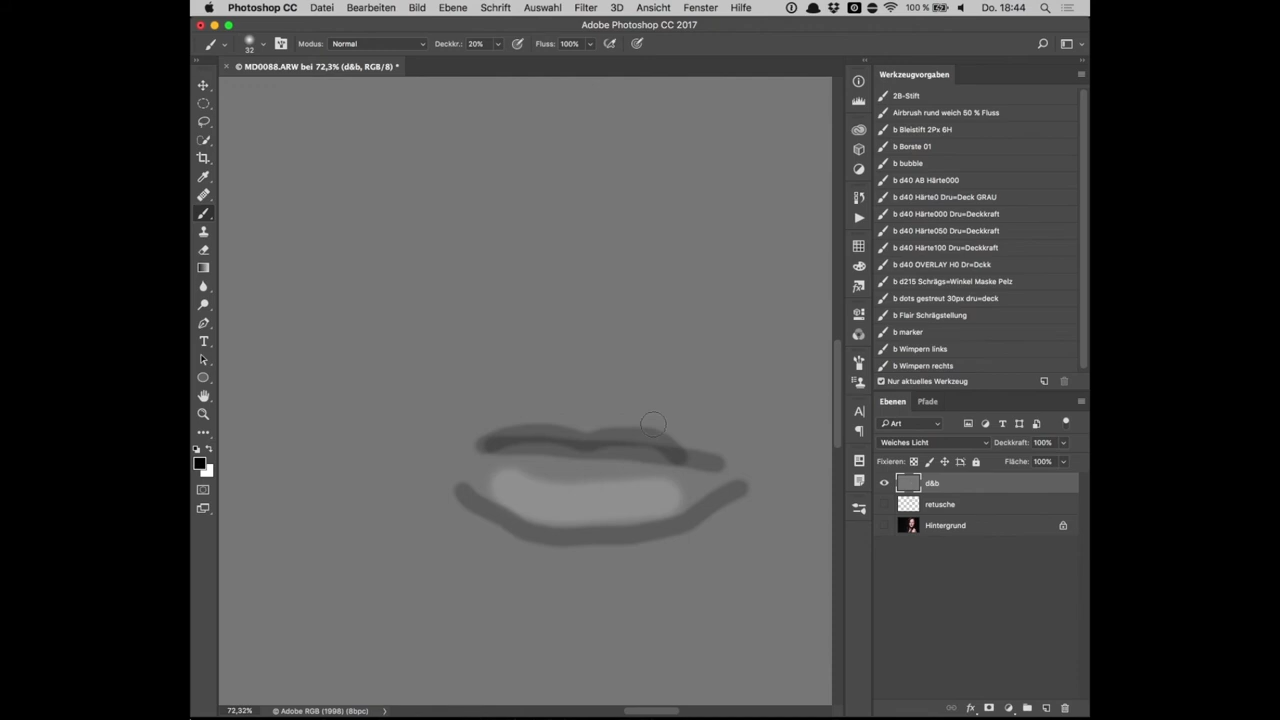 Photoshop CC Datei Bearbeiten Bild Ebene Schrift Auswahl Filter 3D Ansicht Fenster Hilfe 100 % Do. 18:44
Adobe Photoshop CC 2017
32 Modus: Normal Deckkr.: 20% Fluss: 100%
© MD0088.ARW bei 72,3% (d&b, RGB/8) *
Werkzeugvorgaben
2B-Stift
Airbrush rund weich 50 % Fluss
b Bleistift 2Px 6H
b Borste 01
b bubble
b d40 AB Härte000
b d40 Härte0 Dru=Deck GRAU
b d40 Härte000 Dru=Deckkraft
b d40 Härte050 Dru=Deckkraft
b d40 Härte100 Dru=Deckkraft
b d40 OVERLAY H0 Dr=Dckk
b d215 Schrägs=Winkel Maske Pelz
b dots gestreut 30px dru=deck
b Flair Schrägstellung
b marker
b Wimpern links
b Wimpern rechts
Nur aktuelles Werkzeug
Ebenen Pfade
Art
Weiches Licht Deckkraft: 100%
Fixieren: Fläche: 100%
d&b
retusche
Hintergrund
72,32% Adobe RGB (1998) (8bpc)